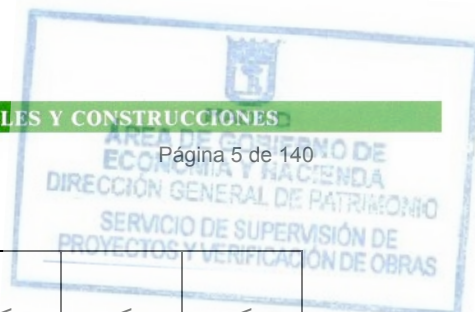 LES Y CONSTRUCCIONES
ÁREA DE GOBIERNO DE
ECONOMÍA Y HACIENDA
Página 5 de 140
DIRECCIÓN GENERAL DE PATRIMONIO
SERVICIO DE SUPERVISIÓN DE
PROYECTOS Y VERIFICACIÓN DE OBRAS